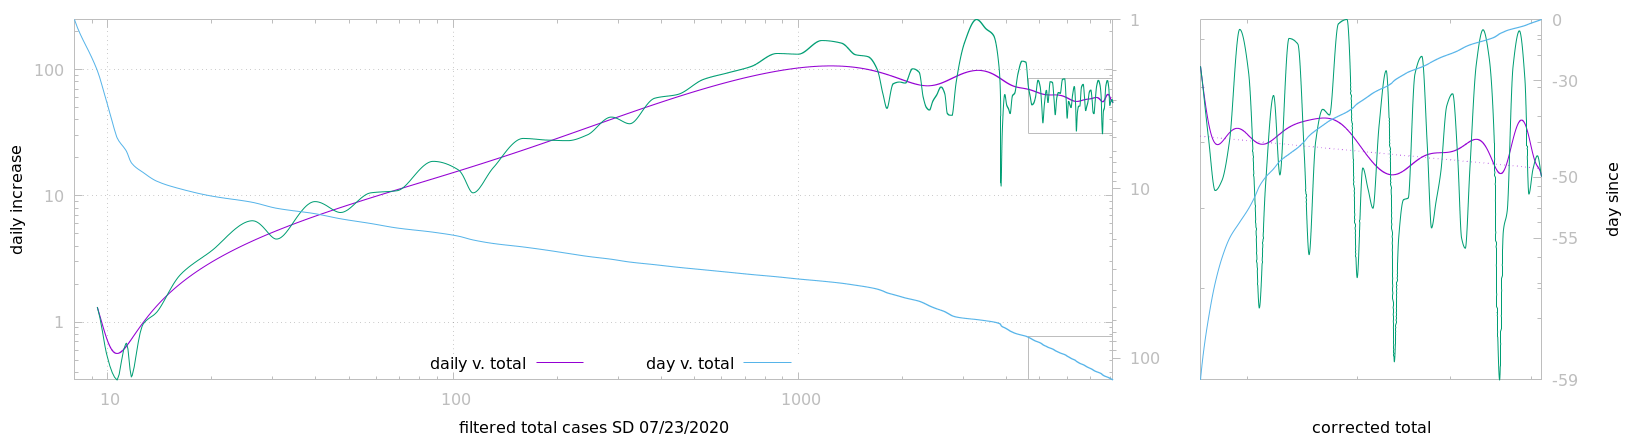 daily increase
100
10
1
10
100
1000
1
10
100
daily v. total
day v. total
filtered total cases SD 07/23/2020
0
-30
-50
-55
-59
day since
corrected total